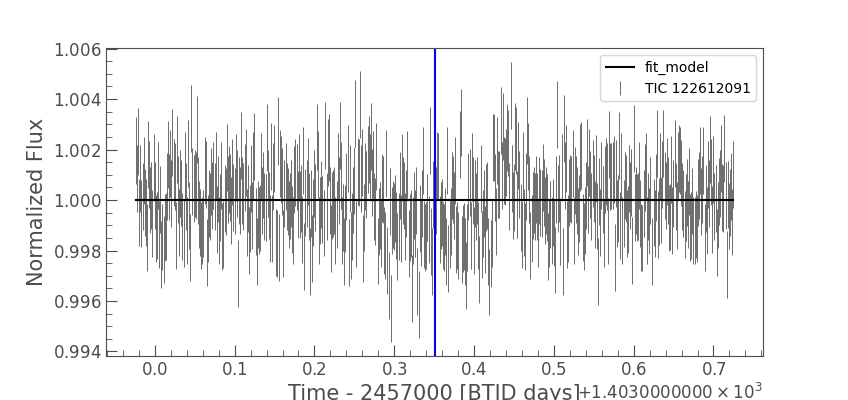 1.006
1.004
1.002
1.000
0.998
0.996
0.994
Normalized Flux
fit_model
TIC 122612091
0.0 0.1 0.2 0.3 0.4 0.5 0.6 0.7
Time - 2457000 [BTJD days]
+1.4030000000 × 10³